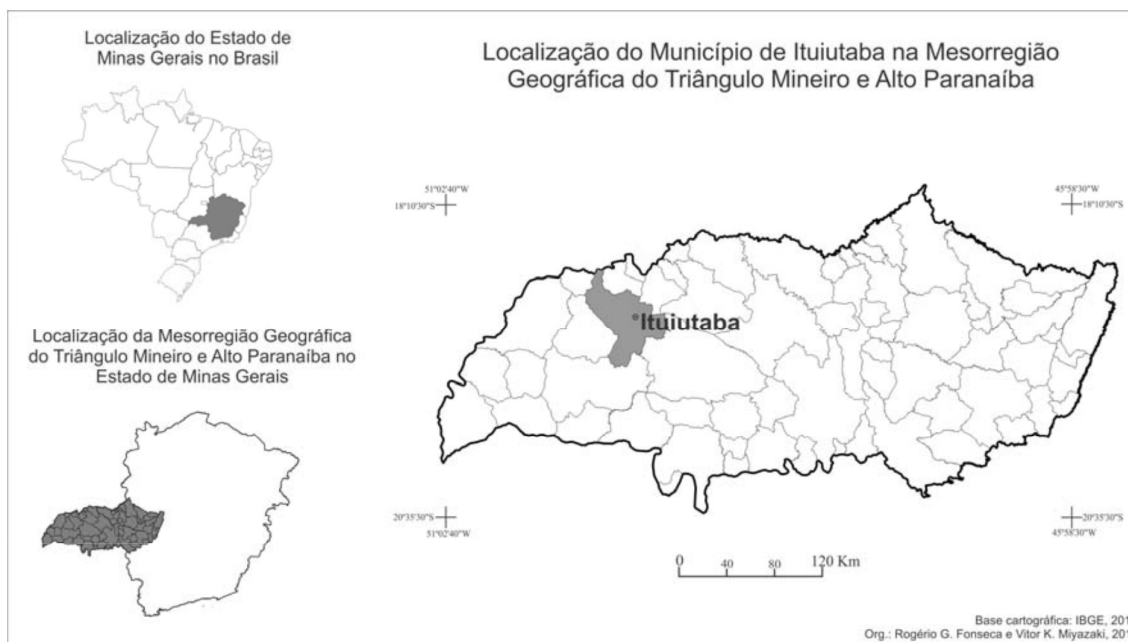 Localização do Estado de
Minas Gerais no Brasil
Localização do Município de Ituiutaba na Mesorregião
Geográfica do Triângulo Mineiro e Alto Paranaíba
51°02'40"W
18°10'30"S
45°58'30"W
18°10'30"S
Ituiutaba
Localização da Mesorregião Geográfica
do Triângulo Mineiro e Alto Paranaíba no
Estado de Minas Gerais
20°35'30"S
51°02'40"W
20°35'30"S
45°58'30"W
0 40 80 120 Km
Base cartográfica: IBGE, 201
Org.: Rogério G. Fonseca e Vitor K. Miyazaki, 201